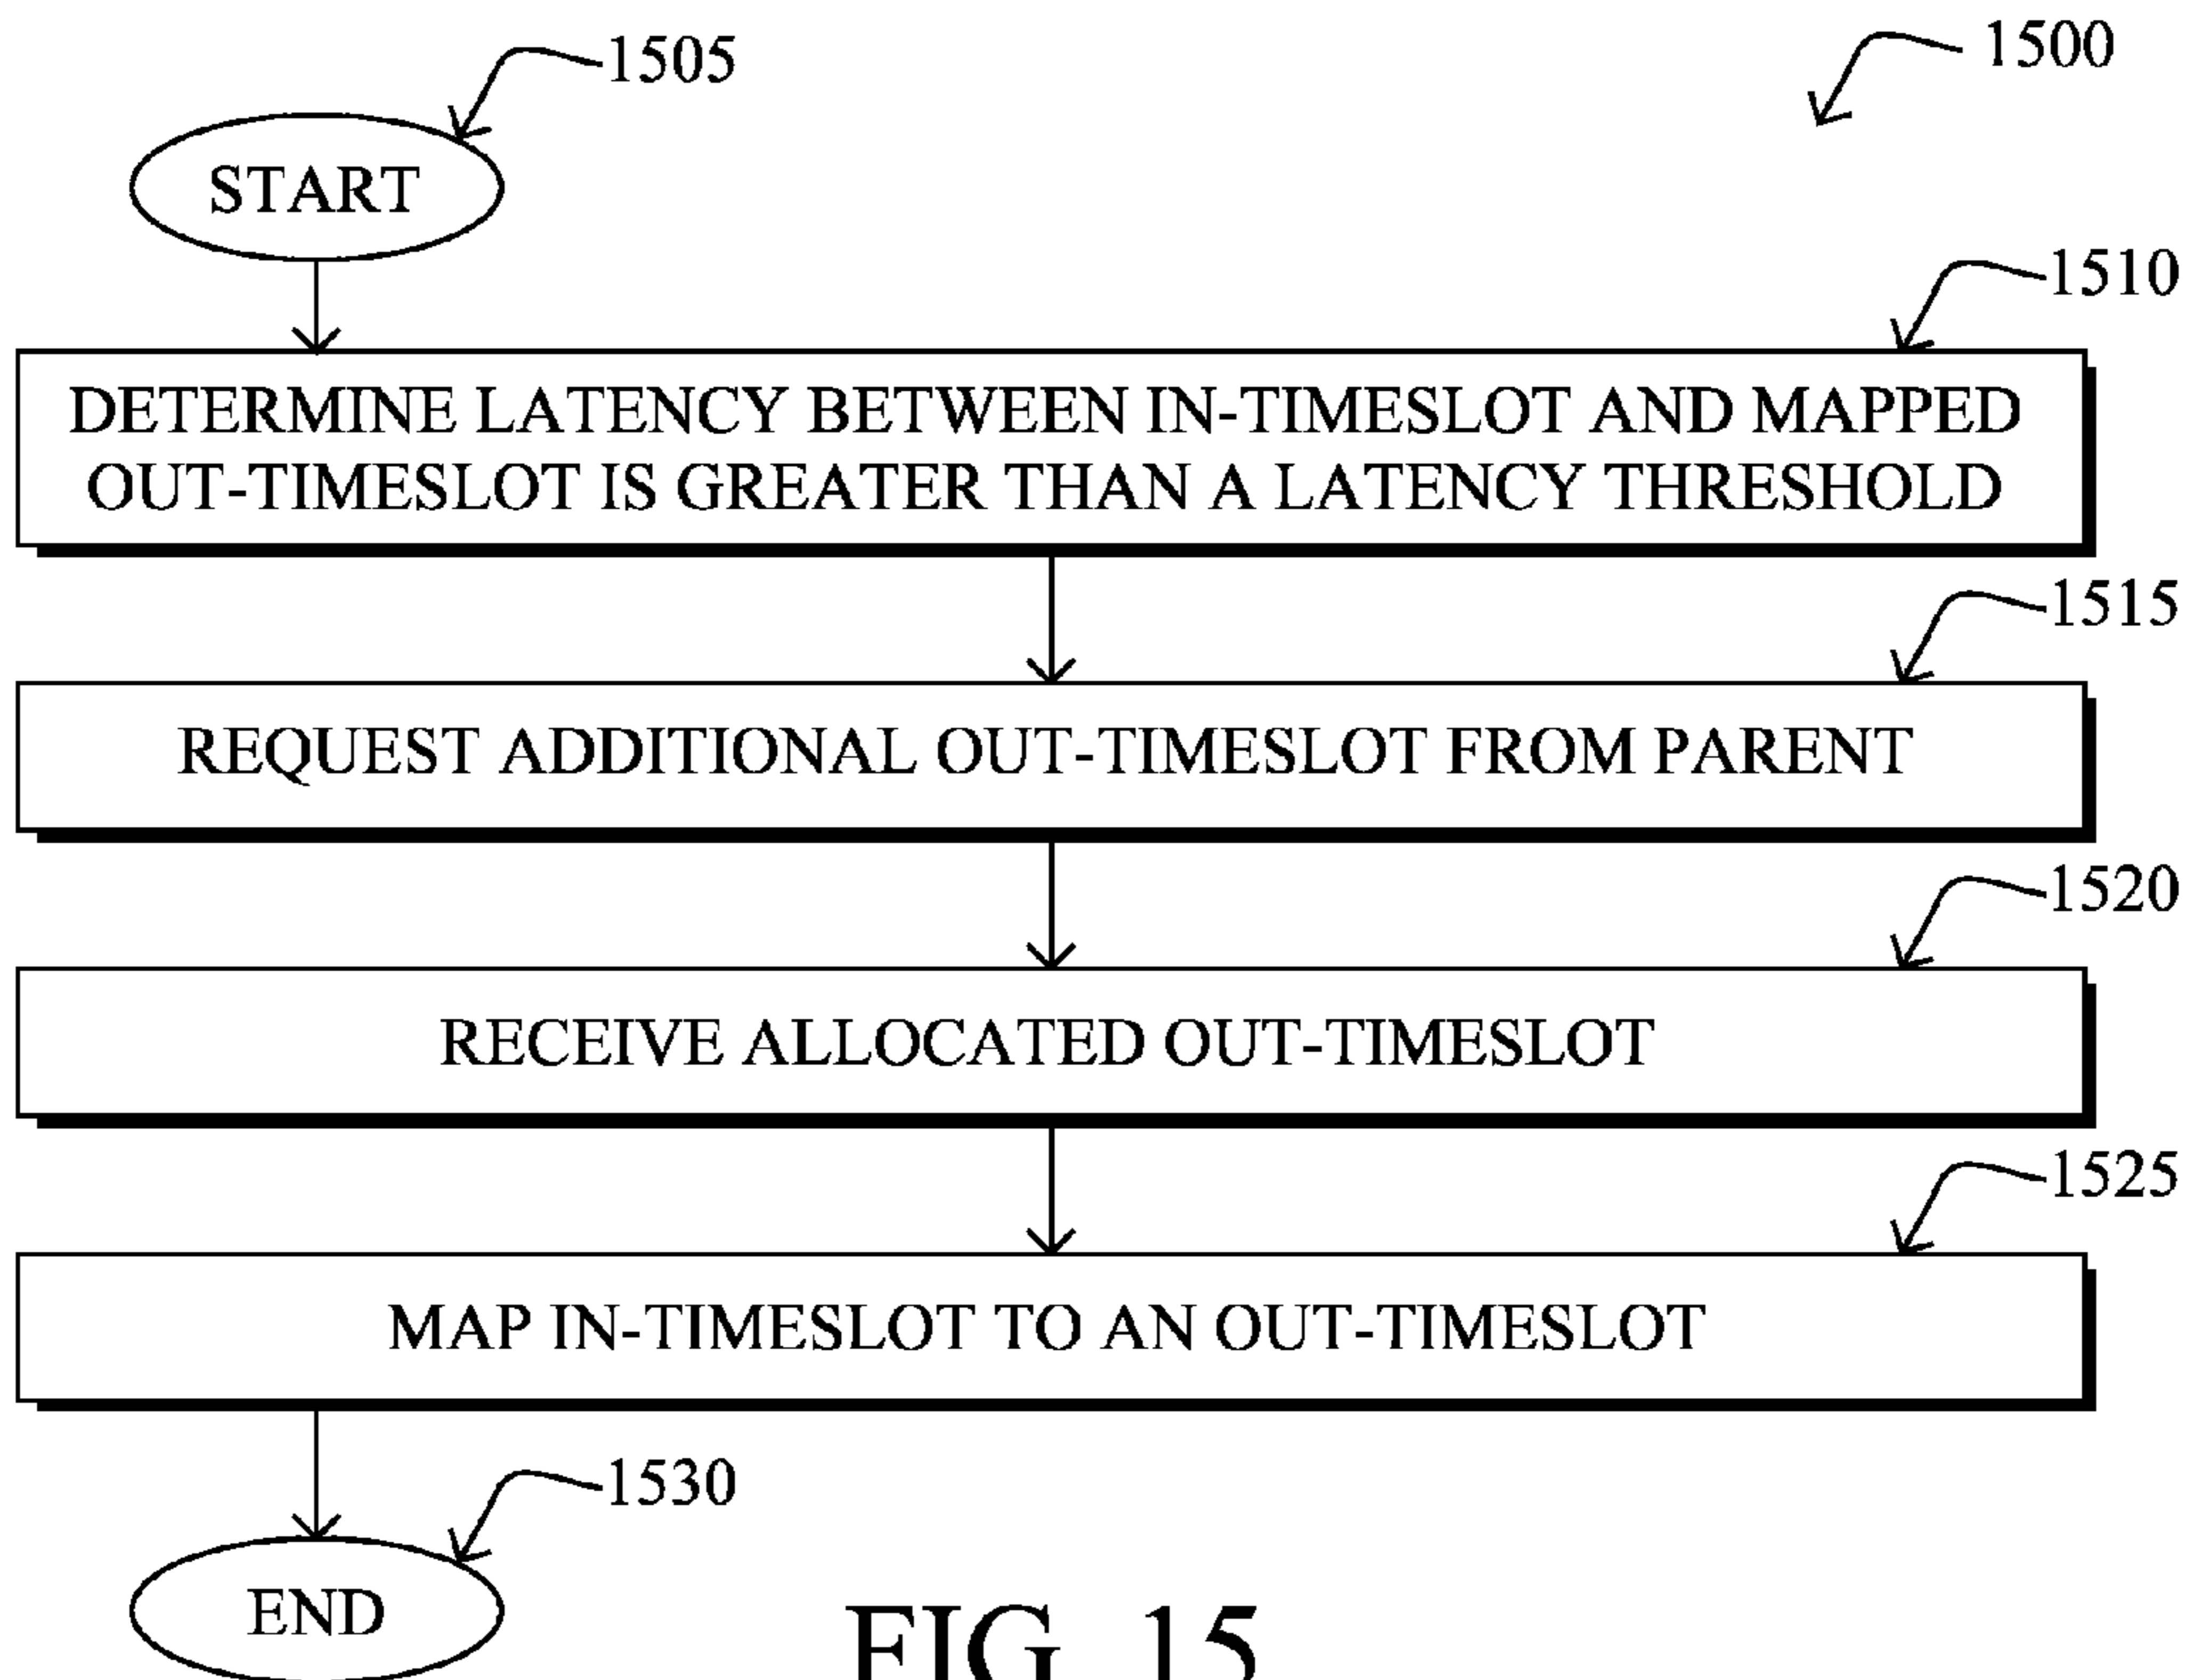 1505
1500
START
1510
DETERMINE LATENCY BETWEEN IN-TIMESLOT AND MAPPED
OUT-TIMESLOT IS GREATER THAN A LATENCY THRESHOLD
1515
REQUEST ADDITIONAL OUT-TIMESLOT FROM PARENT
1520
RECEIVE ALLOCATED OUT-TIMESLOT
1525
MAP IN-TIMESLOT TO AN OUT-TIMESLOT
1530
END
FIG. 15